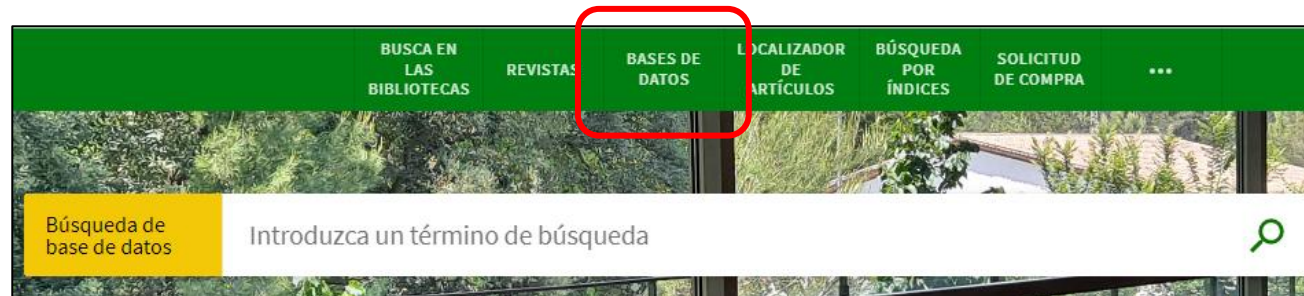 BUSCA EN
LAS
BIBLIOTECAS
REVISTAS
BASES DE
DATOS
LOCALIZADOR
DE
ARTÍCULOS
BÚSQUEDA
POR
ÍNDICES
SOLICITUD
DE COMPRA
...
Búsqueda de
base de datos
Introduzca un término de búsqueda